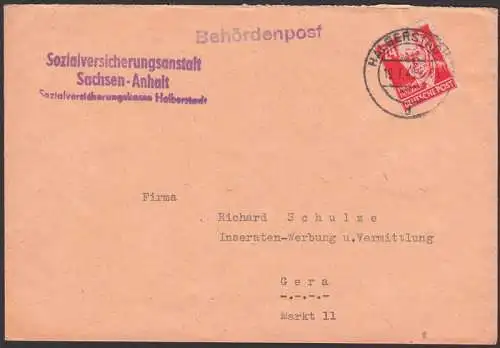 Behördenpost
Sozialversicherungsanstalt
Sachsen-Anhalt
Sozialversicherungskasse Halberstadt
DEUTSCHE POST
Firma
Richard Schulze
Inseraten-Werbung u.Vermittlung
Gera
-.-.-.-
Markt 11